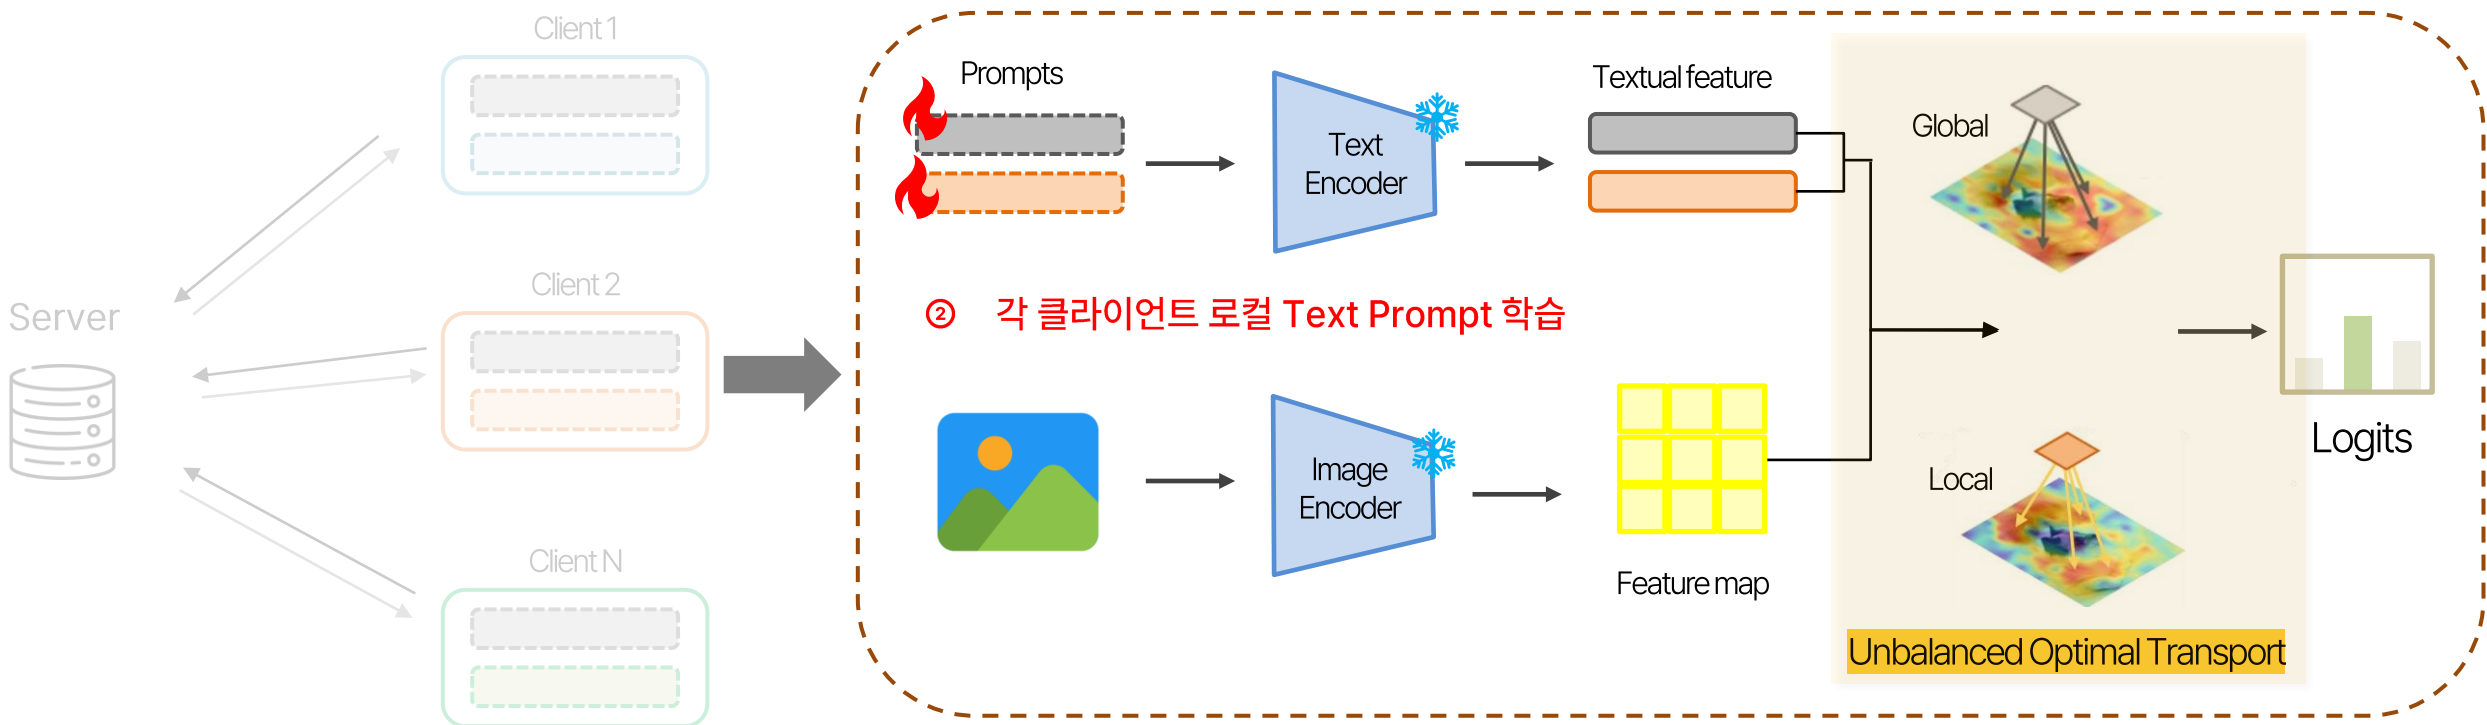 Client 1
Client 2
Server
Client N
Prompts
Text
Encoder
Textual feature
Global
② 각 클라이언트 로컬 Text Prompt 학습
Image
Encoder
Feature map
Local
Logits
Unbalanced Optimal Transport